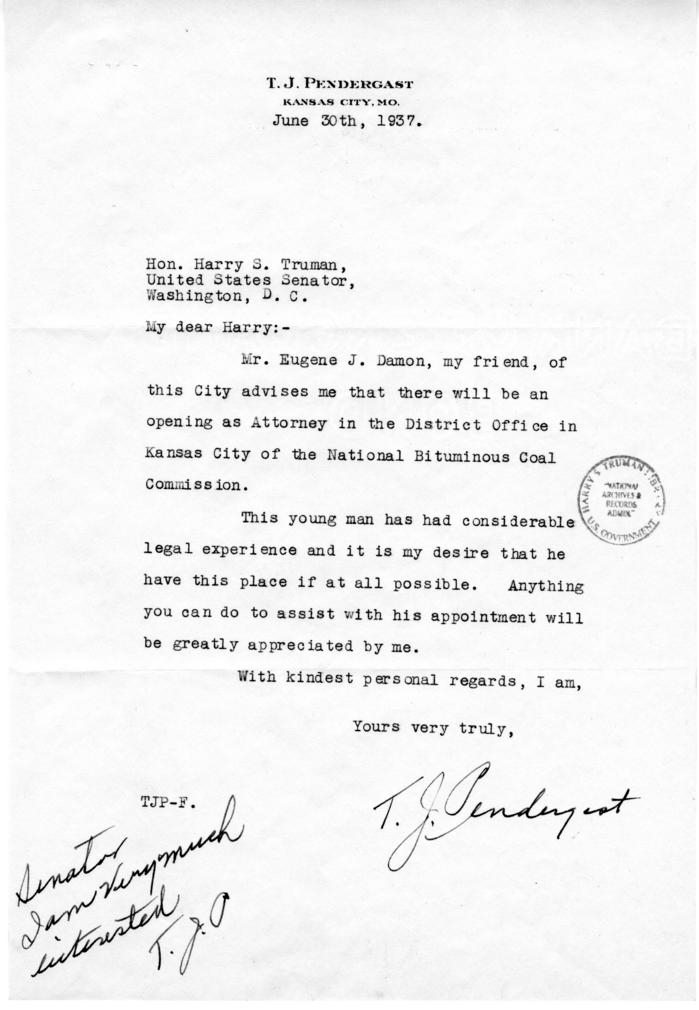 T. J. PENDERGAST
KANSAS CITY, MO.
June 30th, 1937.
Hon. Harry S. Truman,
United States Senator,
Washington, D. C.
My dear Harry:-
Mr. Eugene J. Damon, my friend, of
this City advises me that there will be an
opening as Attorney in the District Office in
Kansas City of the National Bituminous Coal
Commission.
This young man has had considerable
legal experience and it is my desire that he
have this place if at all possible. Anything
you can do to assist with his appointment will
be greatly appreciated by me.
With kindest personal regards, I am,
Yours very truly,
T. J. Pendergast
TJP-F.
Senator
I am Very much
interested
T. J. P
HARRY S. TRUMAN LIBRARY
"NATIONAL
ARCHIVES &
RECORDS
ADMIN."
U.S. GOVERNMENT